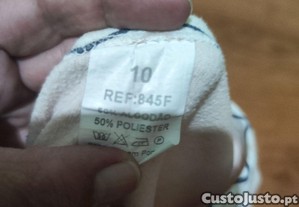 10
REF:845F
50% ALGODÃO
50% POLIESTER
CustoJusto.pt